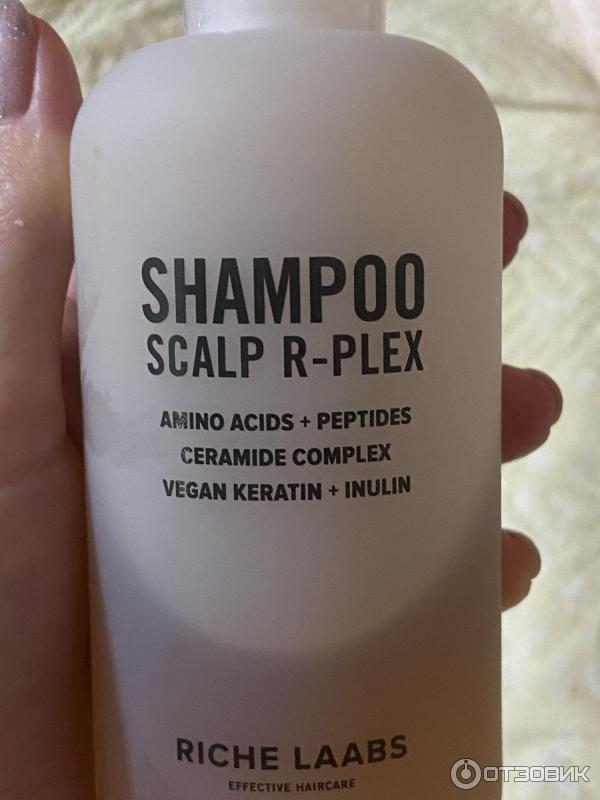 SHAMPOO
SCALP R-PLEX
AMINO ACIDS + PEPTIDES
CERAMIDE COMPLEX
VEGAN KERATIN + INULIN
RICHE LAABS
EFFECTIVE HAIRCARE
ОТЗОВИК